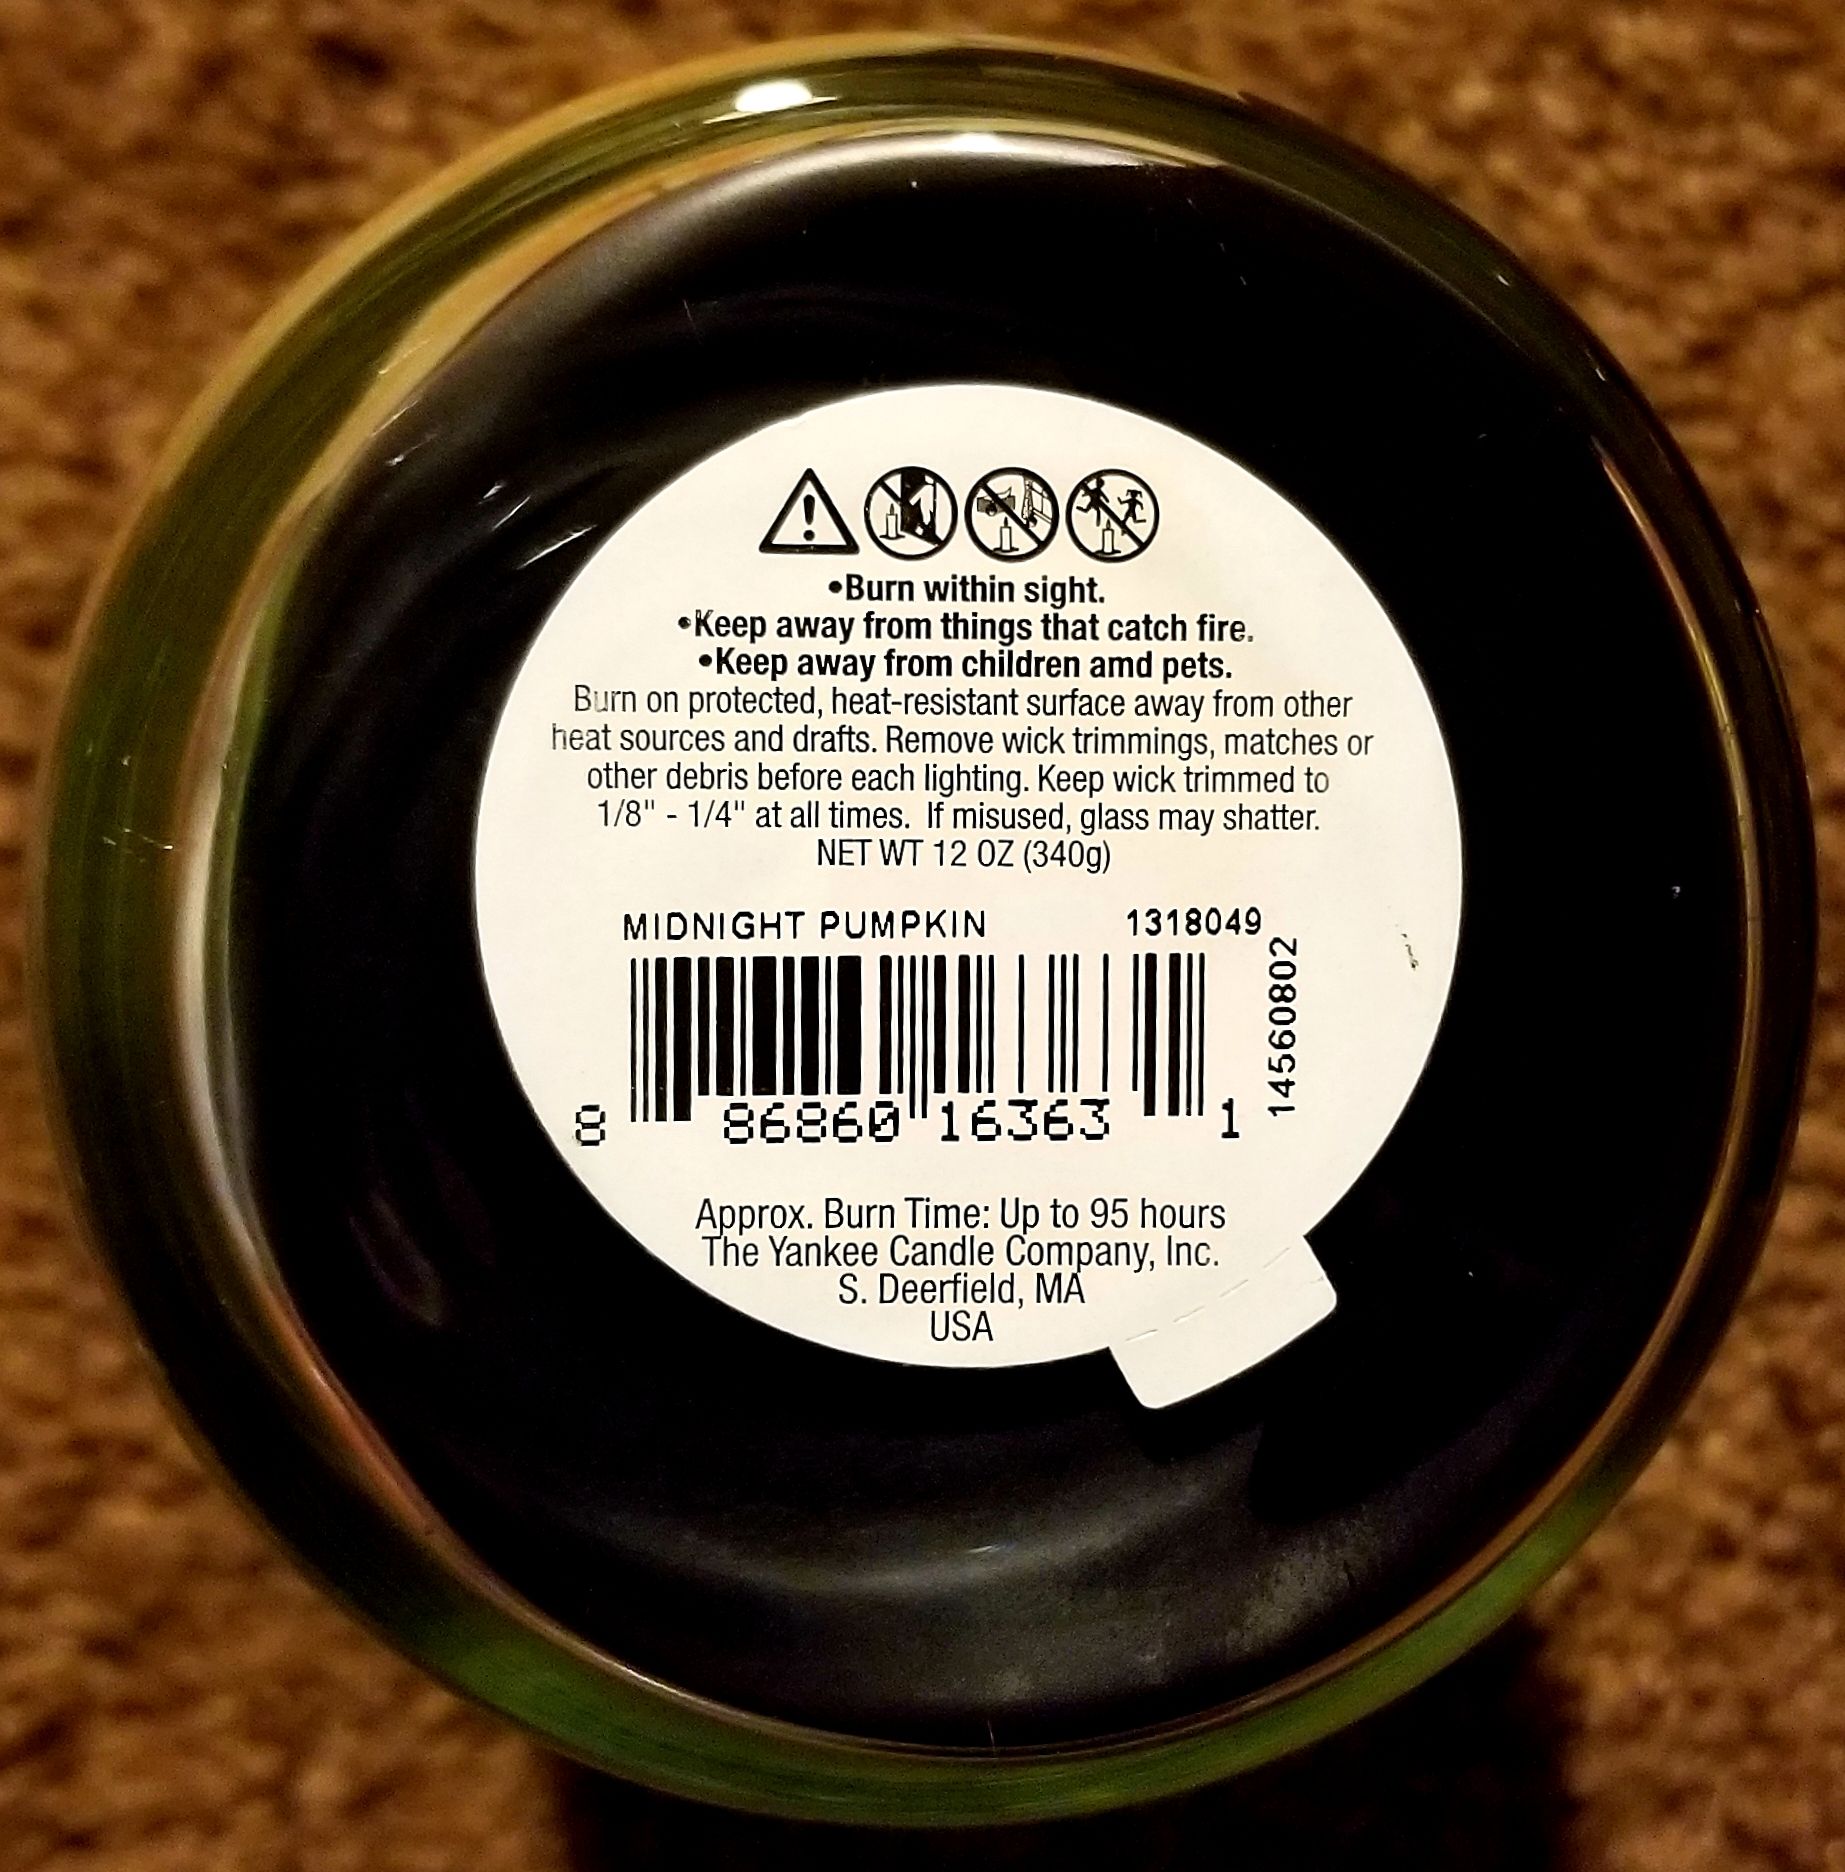 •Burn within sight.
•Keep away from things that catch fire.
•Keep away from children amd pets.
Burn on protected, heat-resistant surface away from other
heat sources and drafts. Remove wick trimmings, matches or
other debris before each lighting. Keep wick trimmed to
1/8" - 1/4" at all times. If misused, glass may shatter.
NET WT 12 OZ (340g)
MIDNIGHT PUMPKIN 1318049
14560802
8 86860 16363 1
Approx. Burn Time: Up to 95 hours
The Yankee Candle Company, Inc.
S. Deerfield, MA
USA